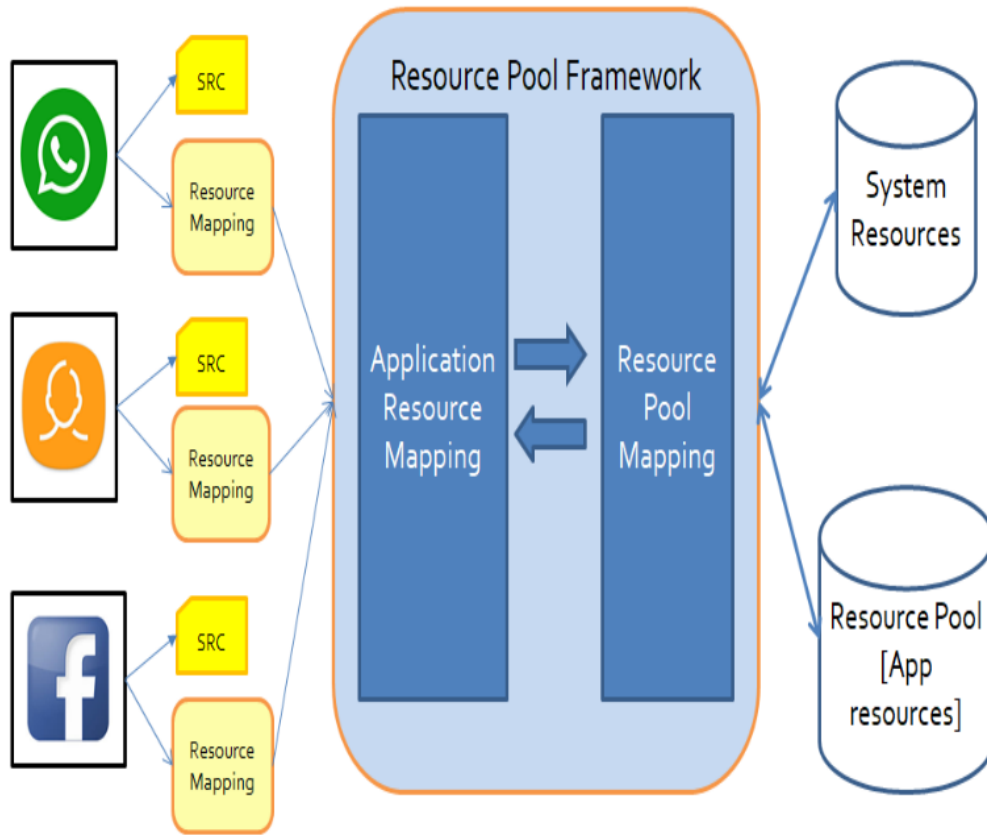 SRC
Resource
Mapping
SRC
Resource
Mapping
SRC
Resource
Mapping
Resource Pool Framework
Application
Resource
Mapping
Resource
Pool
Mapping
System
Resources
Resource Pool
[App
resources]